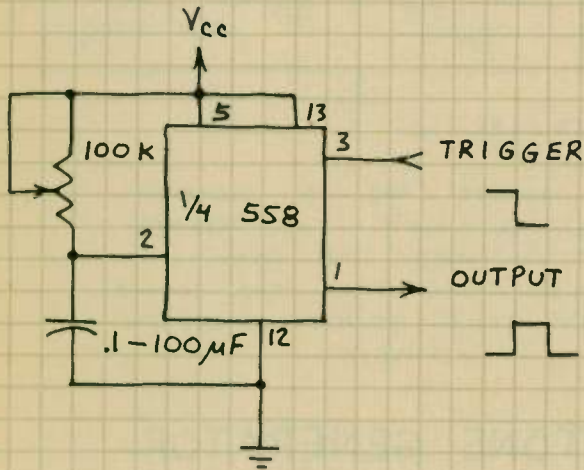 Vcc
5 13
100K
3 TRIGGER
1/4 558
2
1 OUTPUT
.1-100µF
12